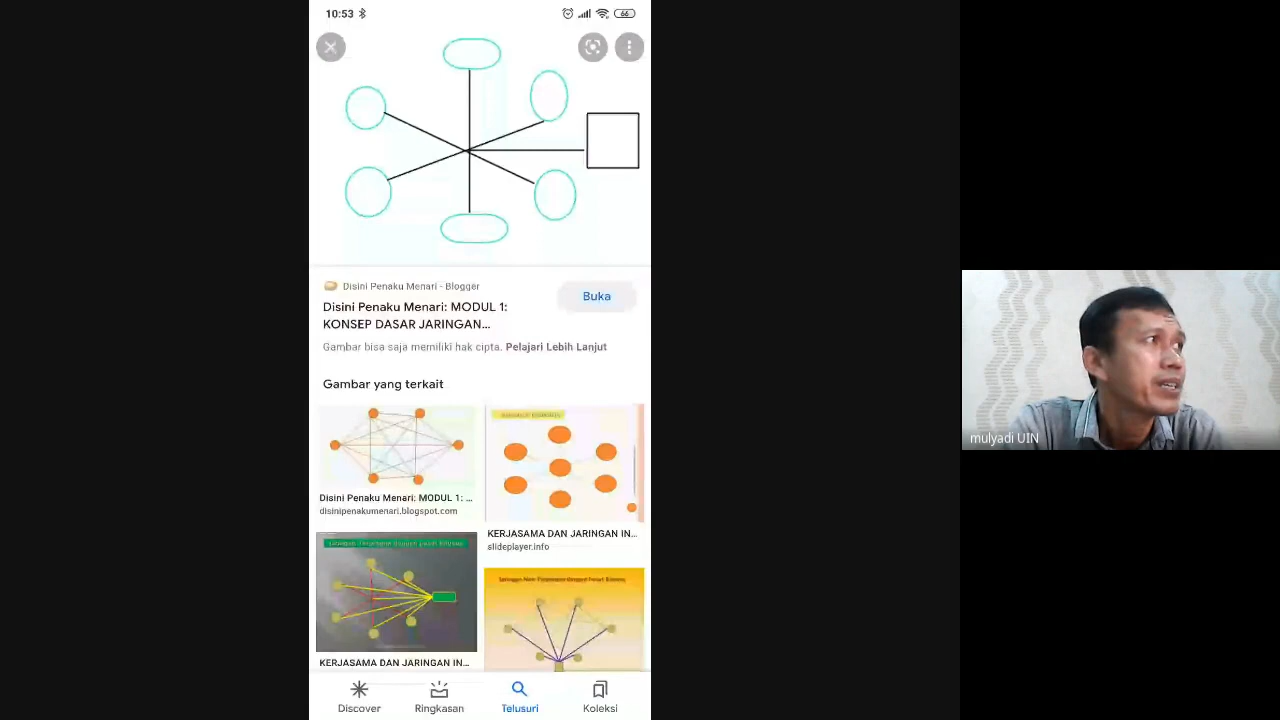 10:53
66
Disini Penaku Menari - Blogger
Disini Penaku Menari: MODUL 1:
KONSEP DASAR JARINGAN...
Buka
Gambar bisa saja memiliki hak cipta. Pelajari Lebih Lanjut
Gambar yang terkait
Disini Penaku Menari: MODUL 1: ...
disinipenakumenari.blogspot.com
KERJASAMA DAN JARINGAN IN...
slideplayer.info
KERJASAMA DAN JARINGAN IN...
Discover
Ringkasan
Telusuri
Koleksi
mulyadi UIN